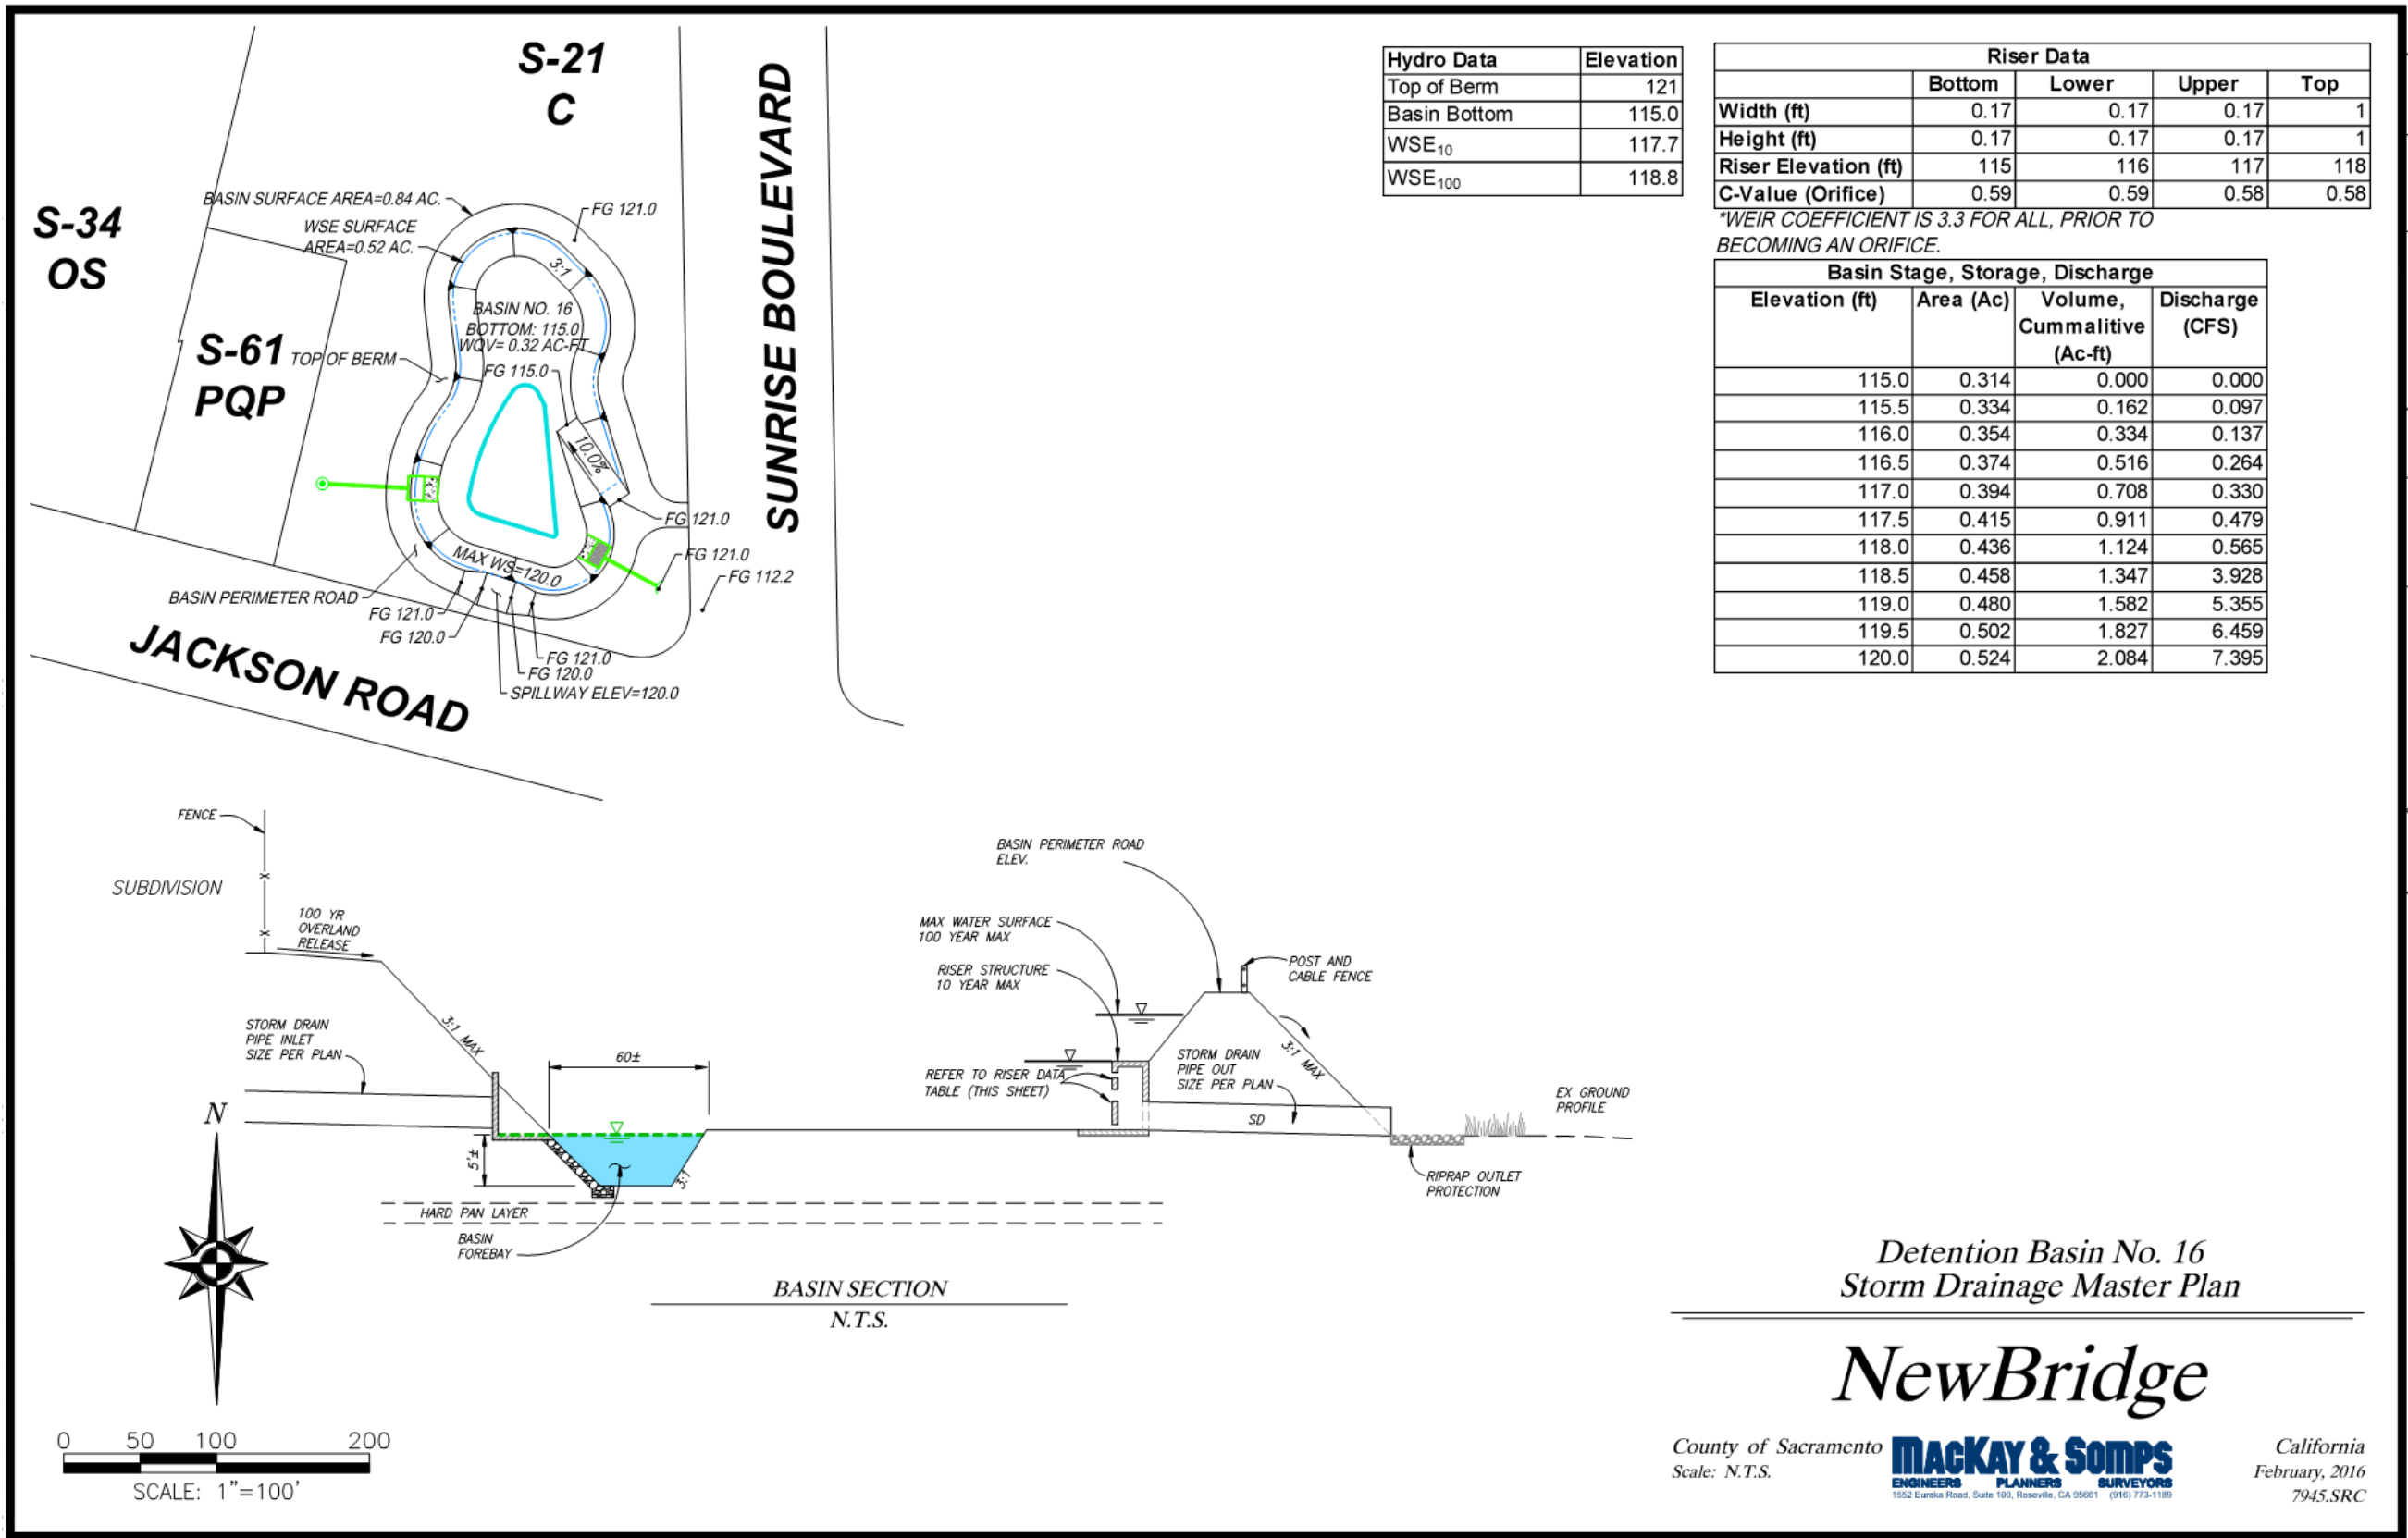 S-21
C
S-34
OS
S-61
PQP
SUNRISE BOULEVARD
JACKSON ROAD
BASIN SURFACE AREA=0.84 AC.
WSE SURFACE
AREA=0.52 AC.
FG 121.0
3:1
BASIN NO. 16
BOTTOM: 115.0
WQV= 0.32 AC-FT
TOP OF BERM
FG 115.0
10.0%
FG 121.0
FG 121.0
FG 112.2
MAX WS=120.0
BASIN PERIMETER ROAD
FG 121.0
FG 120.0
FG 121.0
FG 120.0
SPILLWAY ELEV=120.0
Hydro Data Elevation
Top of Berm 121
Basin Bottom 115.0
WSE10 117.7
WSE100 118.8
Riser Data
Bottom Lower Upper Top
Width (ft) 0.17 0.17 0.17 1
Height (ft) 0.17 0.17 0.17 1
Riser Elevation (ft) 115 116 117 118
C-Value (Orifice) 0.59 0.59 0.58 0.58
*WEIR COEFFICIENT IS 3.3 FOR ALL, PRIOR TO
BECOMING AN ORIFICE.
Basin Stage, Storage, Discharge
Elevation (ft) Area (Ac) Volume, Discharge
Cummalitive (CFS)
(Ac-ft)
115.0 0.314 0.000 0.000
115.5 0.334 0.162 0.097
116.0 0.354 0.334 0.137
116.5 0.374 0.516 0.264
117.0 0.394 0.708 0.330
117.5 0.415 0.911 0.479
118.0 0.436 1.124 0.565
118.5 0.458 1.347 3.928
119.0 0.480 1.582 5.355
119.5 0.502 1.827 6.459
120.0 0.524 2.084 7.395
FENCE
SUBDIVISION
100 YR
OVERLAND
RELEASE
3:1 MAX
STORM DRAIN
PIPE INLET
SIZE PER PLAN
60±
5'±
3:1
HARD PAN LAYER
BASIN
FOREBAY
BASIN PERIMETER ROAD
ELEV.
MAX WATER SURFACE
100 YEAR MAX
RISER STRUCTURE
10 YEAR MAX
REFER TO RISER DATA
TABLE (THIS SHEET)
POST AND
CABLE FENCE
STORM DRAIN
PIPE OUT
SIZE PER PLAN
3:1 MAX
SD
EX GROUND
PROFILE
RIPRAP OUTLET
PROTECTION
BASIN SECTION
N.T.S.
N
0 50 100 200
SCALE: 1"=100'
Detention Basin No. 16
Storm Drainage Master Plan
NewBridge
County of Sacramento
Scale: N.T.S.
MACKAY & SOMPS
ENGINEERS PLANNERS SURVEYORS
1552 Eureka Road, Suite 100, Roseville, CA 95661 (916) 773-1189
California
February, 2016
7945.SRC